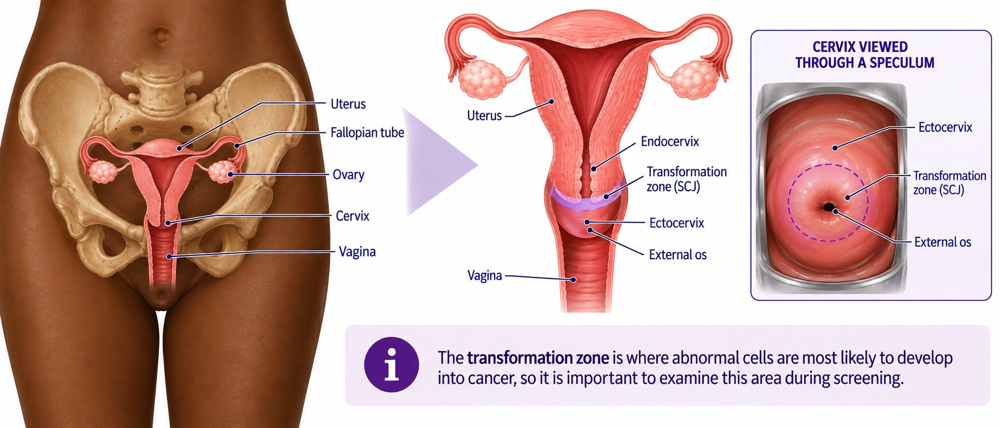 Uterus
Fallopian tube
Ovary
Cervix
Vagina
Uterus
Endocervix
Transformation
zone (SCJ)
Ectocervix
External os
Vagina
CERVIX VIEWED
THROUGH A SPECULUM
Ectocervix
Transformation
zone (SCJ)
External os
i
The transformation zone is where abnormal cells are most likely to develop
into cancer, so it is important to examine this area during screening.